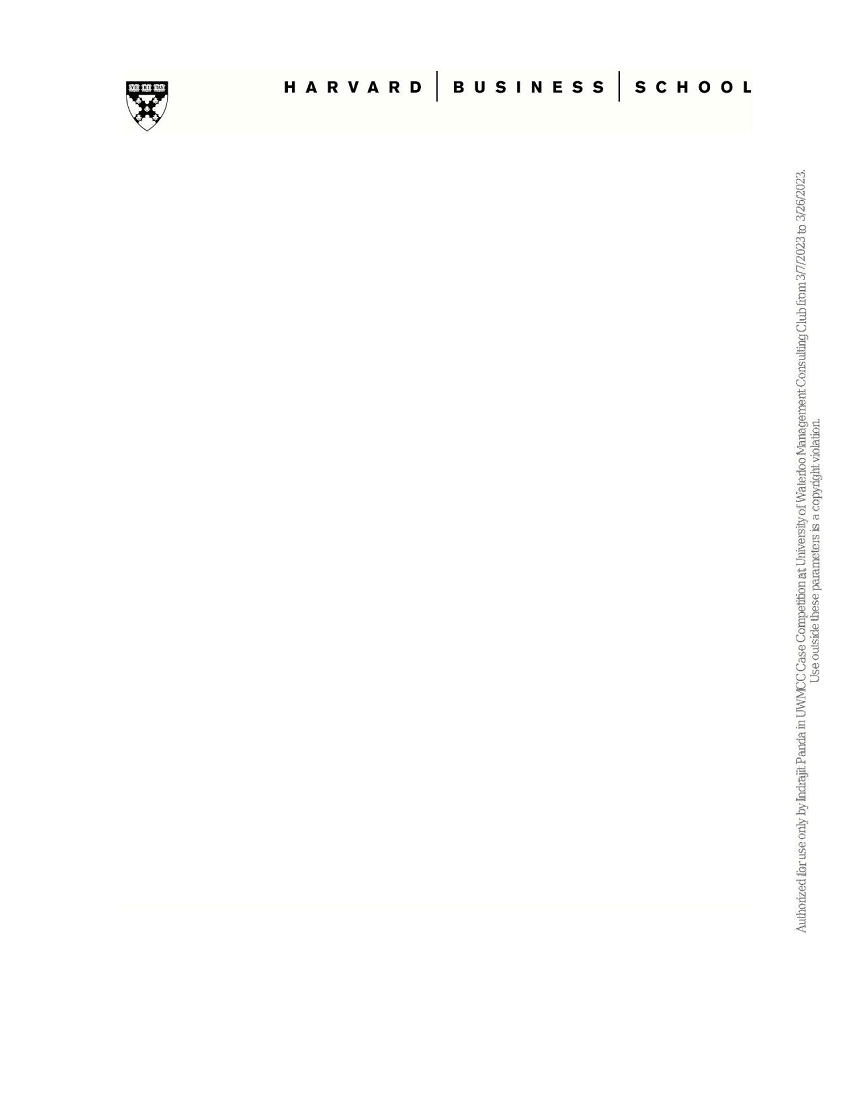 HARVARD | BUSINESS | SCHOOL
Authorized for use only by Indrajit Panda in UWMCC Case Competition at University of Waterloo Management Consulting Club from 3/7/2023 to 3/26/2023.
Use outside these parameters is a copyright violation.